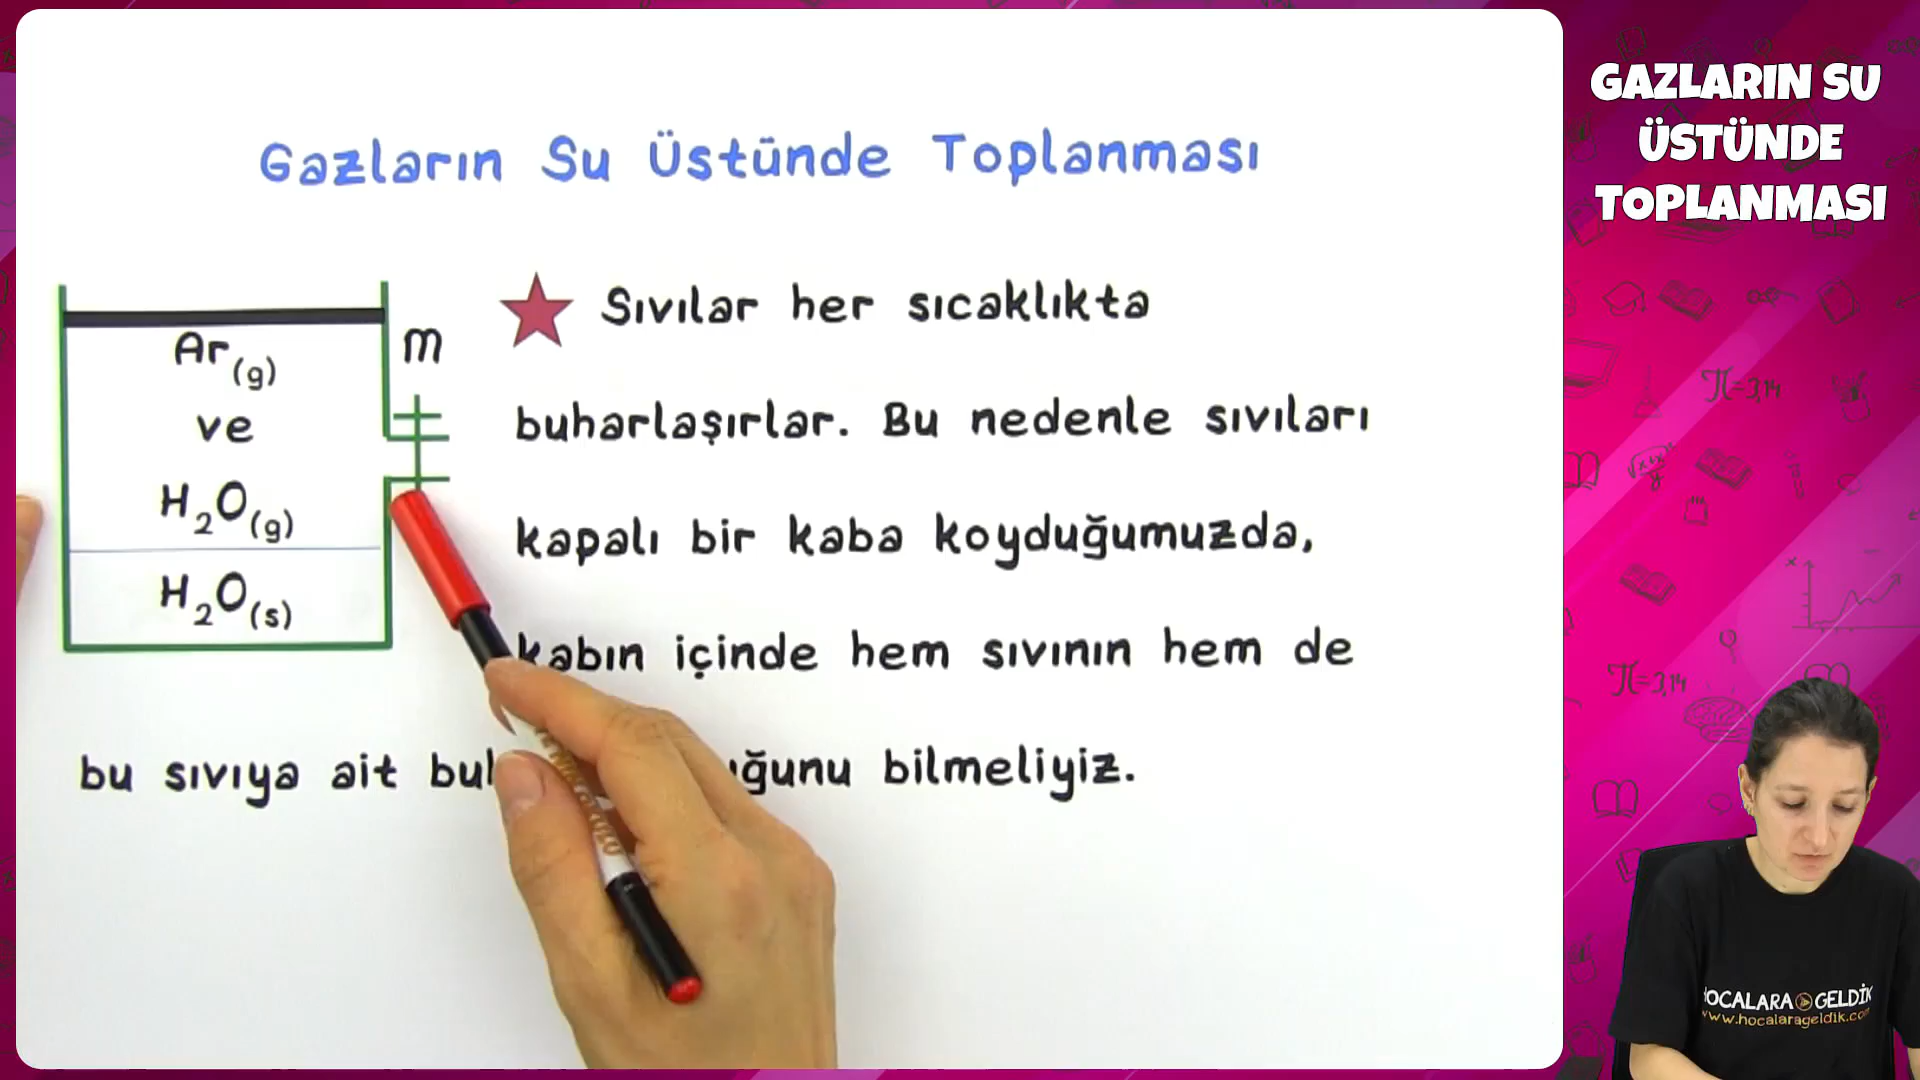 GAZLARIN SU
ÜSTÜNDE
TOPLANMASI
Gazların Su Üstünde Toplanması
Ar(g)
ve
H2O(g)
H2O(s)
m
Sıvılar her sıcaklıkta
buharlaşırlar. Bu nedenle sıvıları
kapalı bir kaba koyduğumuzda,
kabın içinde hem sıvının hem de
bu sıvıya ait bilmeliyiz.
π=3,14
π=3,14
HOCALARA GELDİK
www.hocalarageldik.com